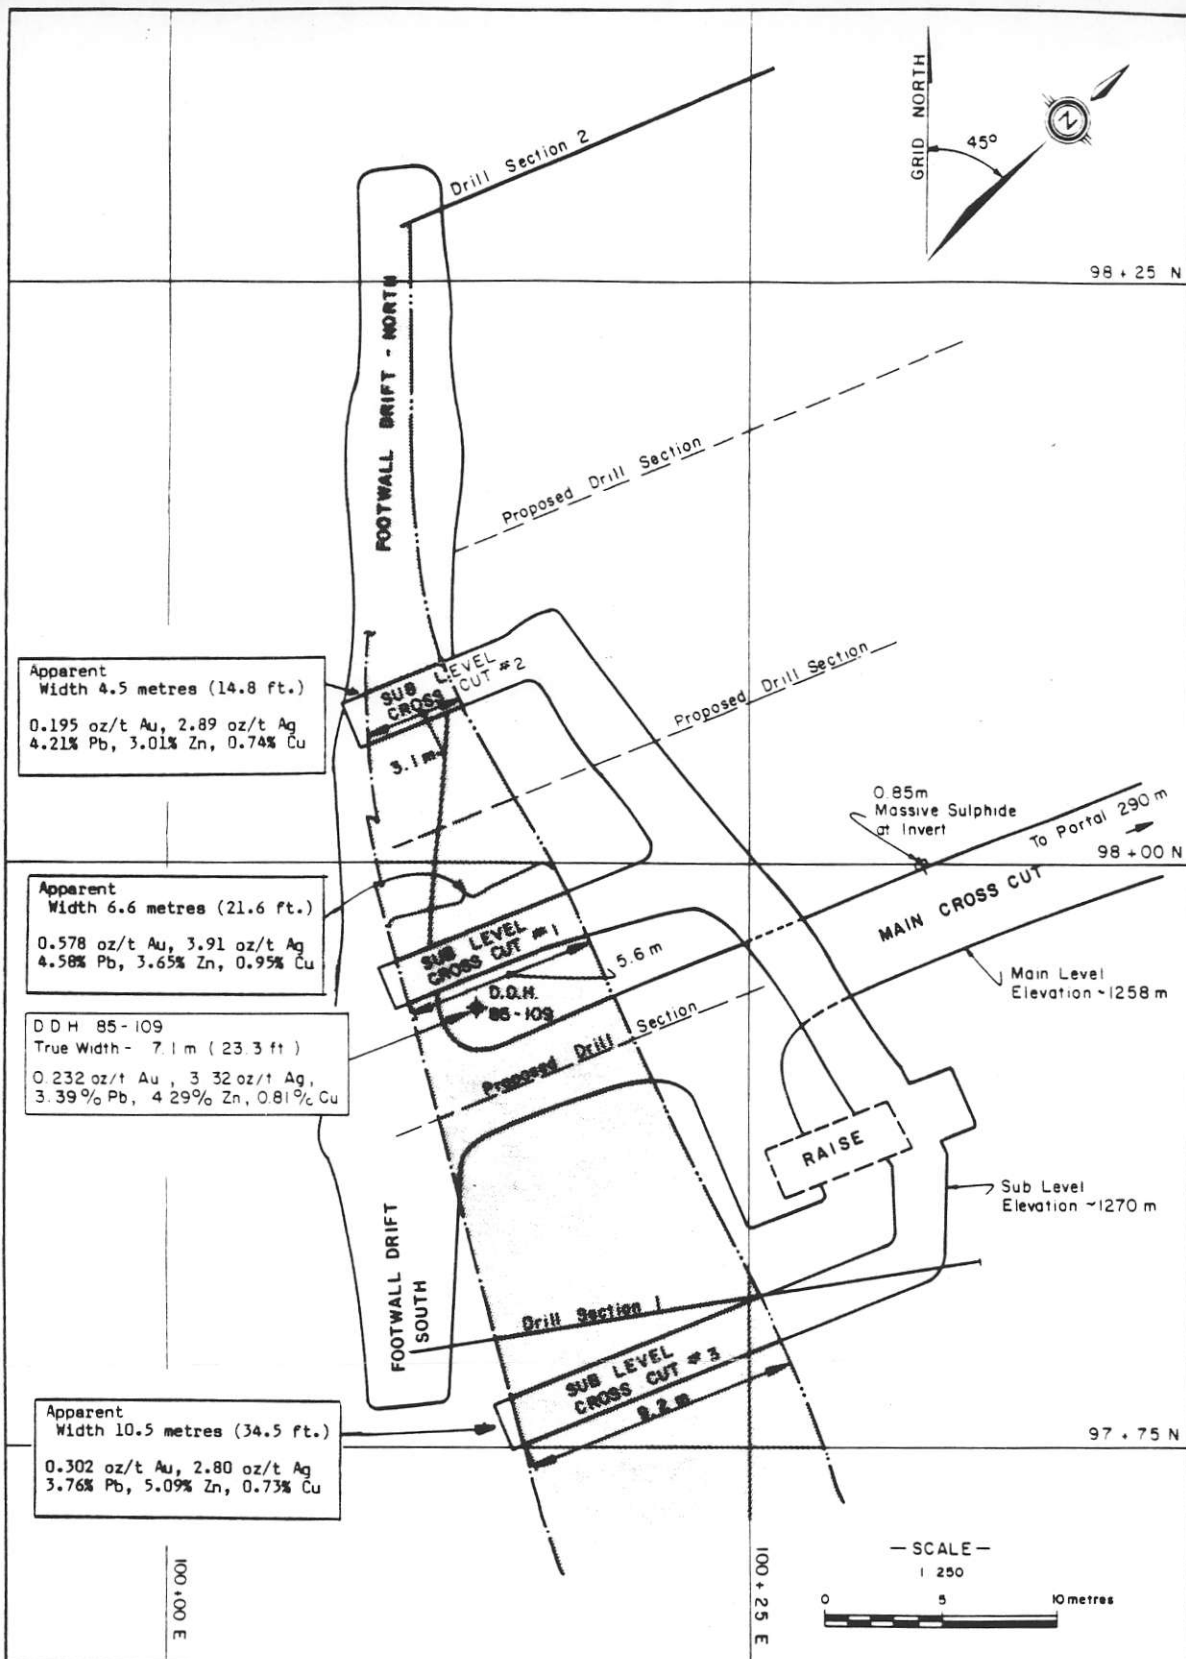 Drill Section 2
GRID NORTH
45°
N
98 + 25 N
FOOTWALL DRIFT - NORTH
Proposed Drill Section
Proposed Drill Section
Apparent
Width 4.5 metres (14.8 ft.)
0.195 oz/t Au, 2.89 oz/t Ag
4.21% Pb, 3.01% Zn, 0.74% Cu
SUB LEVEL
CROSS CUT #2
3.1 m
0.85m
Massive Sulphide
at Invert
To Portal 290 m
98 + 00 N
MAIN CROSS CUT
Apparent
Width 6.6 metres (21.6 ft.)
0.578 oz/t Au, 3.91 oz/t Ag
4.58% Pb, 3.65% Zn, 0.95% Cu
SUB LEVEL
CROSS CUT #1
5.6 m
D.D.H.
85-109
Main Level
Elevation ~1258 m
DDH 85-109
True Width - 7.1 m (23.3 ft)
0.232 oz/t Au, 3.32 oz/t Ag,
3.39% Pb, 4.29% Zn, 0.81% Cu
Proposed Drill Section
RAISE
Sub Level
Elevation ~1270 m
FOOTWALL DRIFT
SOUTH
Drill Section 1
SUB LEVEL
CROSS CUT #3
9.2 m
Apparent
Width 10.5 metres (34.5 ft.)
0.302 oz/t Au, 2.80 oz/t Ag
3.76% Pb, 5.09% Zn, 0.73% Cu
97 + 75 N
100+00 E
100+25 E
— SCALE —
1 250
0 5 10 metres